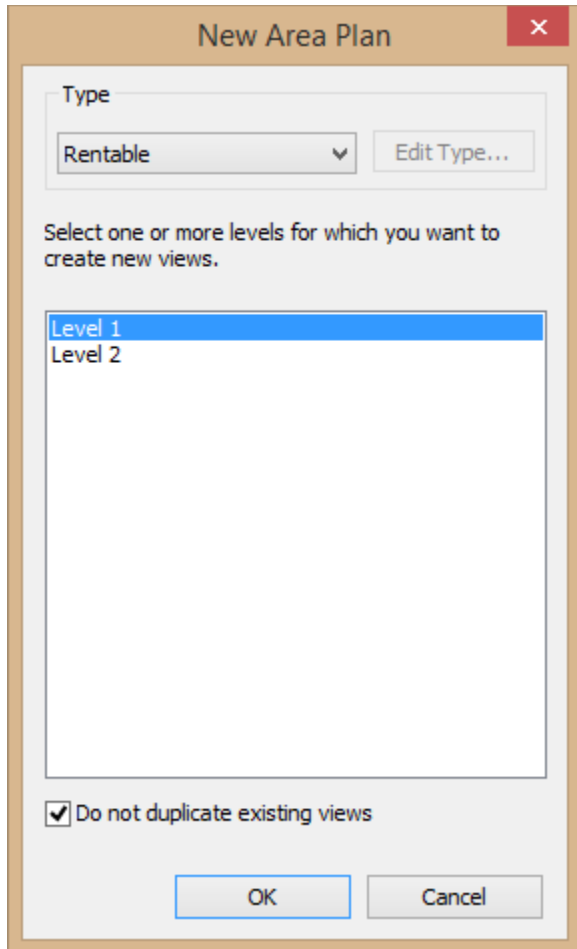 New Area Plan
Type
Rentable
Edit Type...
Select one or more levels for which you want to
create new views.
Level 1
Level 2
Do not duplicate existing views
OK
Cancel